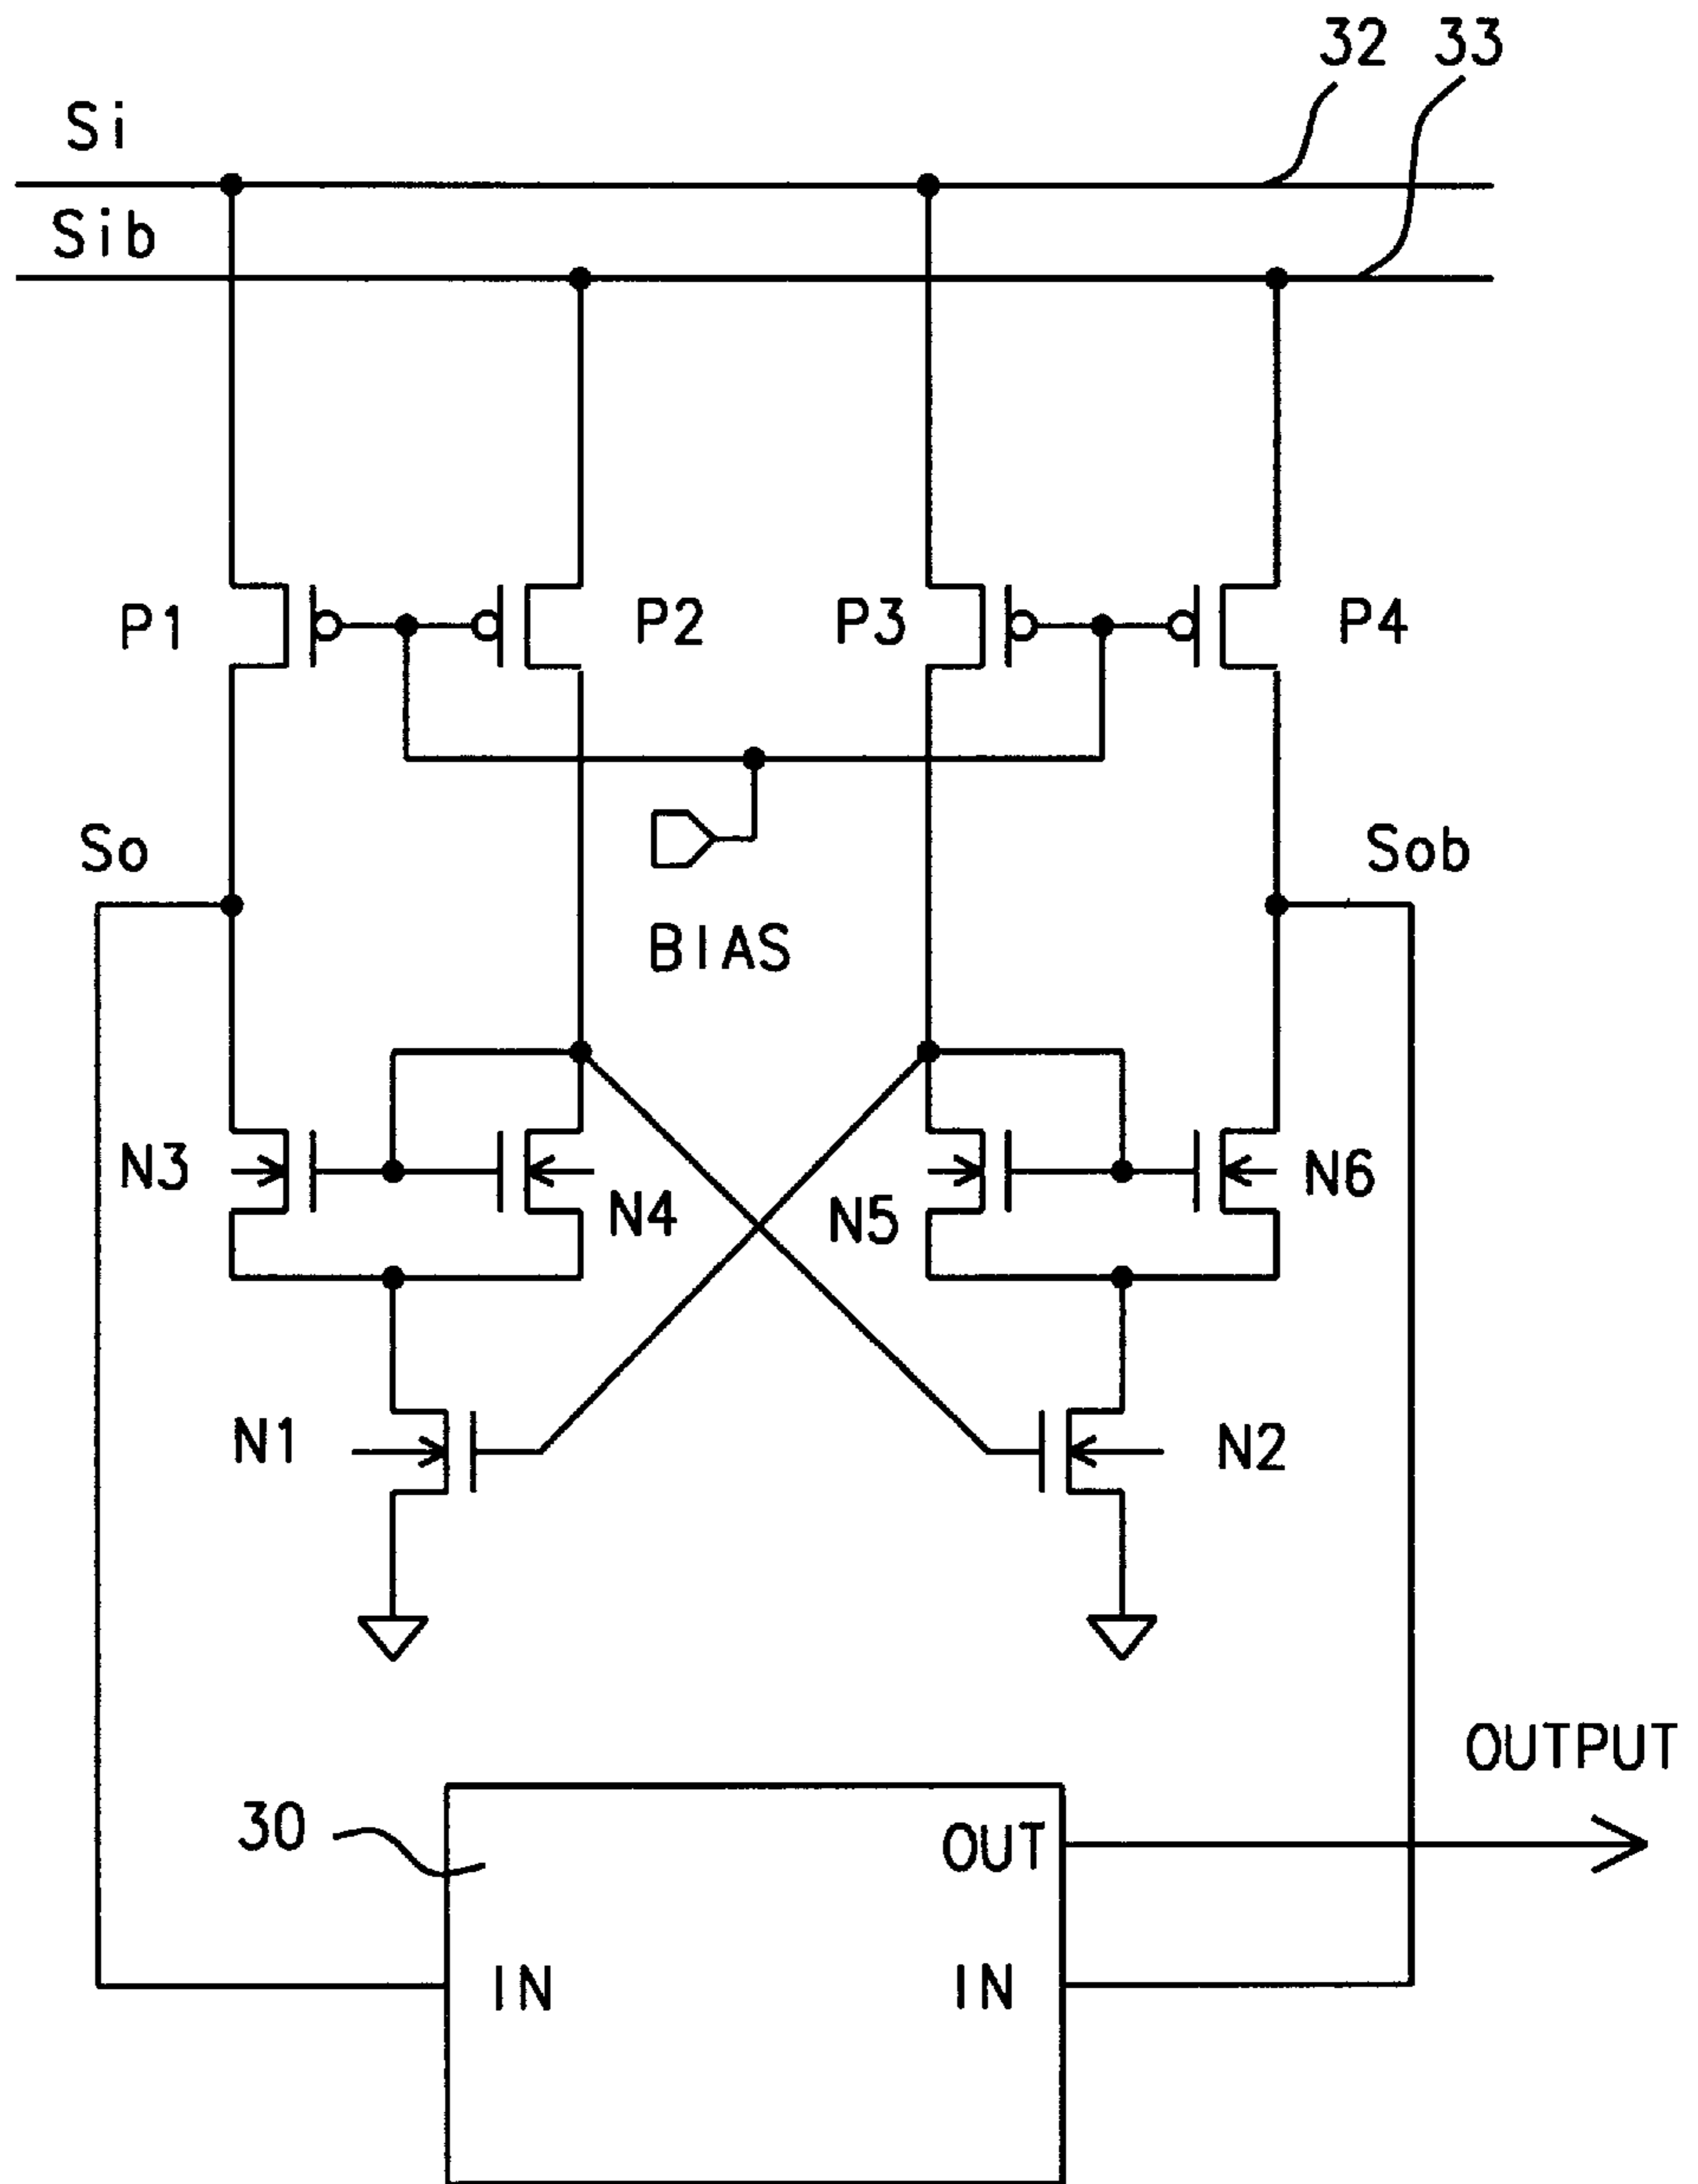 32 33
Si
Sib
P1 P2 P3 P4
So Sob
BIAS
N3 N4 N5 N6
N1 N2
OUTPUT
30 OUT
IN IN